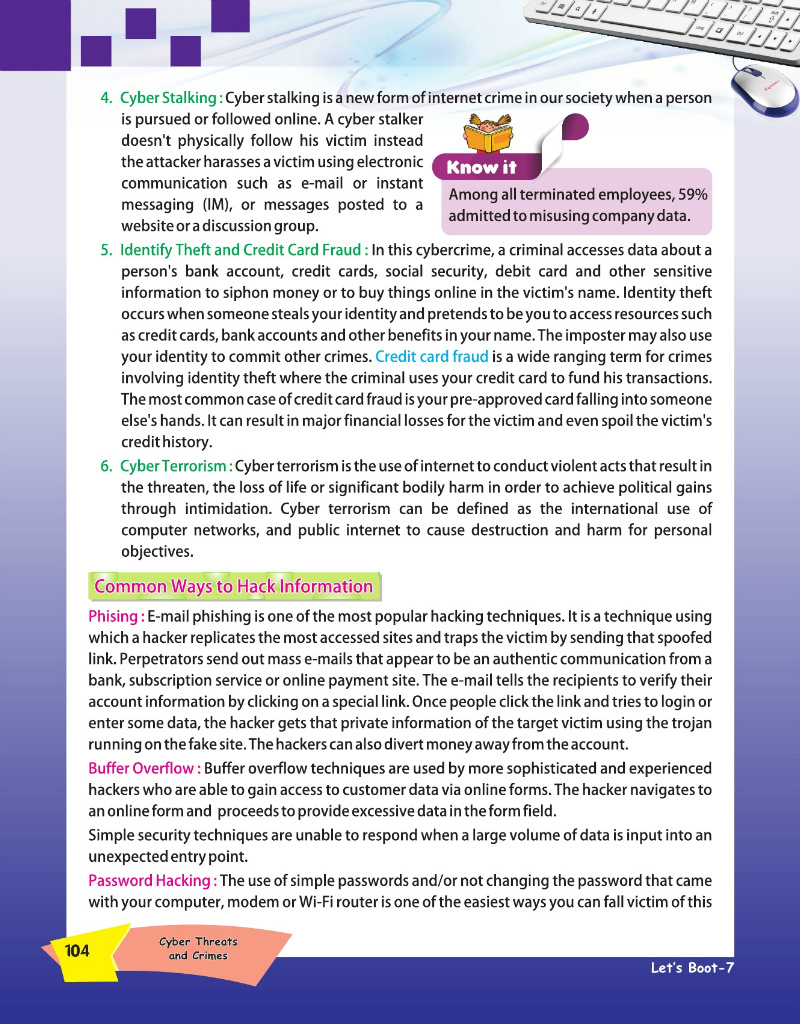 4. Cyber Stalking : Cyber stalking is a new form of internet crime in our society when a person
is pursued or followed online. A cyber stalker
doesn't physically follow his victim instead
the attacker harasses a victim using electronic
communication such as e-mail or instant
messaging (IM), or messages posted to a
website or a discussion group.
Know it
Among all terminated employees, 59%
admitted to misusing company data.
5. Identify Theft and Credit Card Fraud : In this cybercrime, a criminal accesses data about a
person's bank account, credit cards, social security, debit card and other sensitive
information to siphon money or to buy things online in the victim's name. Identity theft
occurs when someone steals your identity and pretends to be you to access resources such
as credit cards, bank accounts and other benefits in your name. The imposter may also use
your identity to commit other crimes. Credit card fraud is a wide ranging term for crimes
involving identity theft where the criminal uses your credit card to fund his transactions.
The most common case of credit card fraud is your pre-approved card falling into someone
else's hands. It can result in major financial losses for the victim and even spoil the victim's
credit history.
6. Cyber Terrorism : Cyber terrorism is the use of internet to conduct violent acts that result in
the threaten, the loss of life or significant bodily harm in order to achieve political gains
through intimidation. Cyber terrorism can be defined as the international use of
computer networks, and public internet to cause destruction and harm for personal
objectives.
Common Ways to Hack Information
Phising : E-mail phishing is one of the most popular hacking techniques. It is a technique using
which a hacker replicates the most accessed sites and traps the victim by sending that spoofed
link. Perpetrators send out mass e-mails that appear to be an authentic communication from a
bank, subscription service or online payment site. The e-mail tells the recipients to verify their
account information by clicking on a special link. Once people click the link and tries to login or
enter some data, the hacker gets that private information of the target victim using the trojan
running on the fake site. The hackers can also divert money away from the account.
Buffer Overflow : Buffer overflow techniques are used by more sophisticated and experienced
hackers who are able to gain access to customer data via online forms. The hacker navigates to
an online form and proceeds to provide excessive data in the form field.
Simple security techniques are unable to respond when a large volume of data is input into an
unexpected entry point.
Password Hacking : The use of simple passwords and/or not changing the password that came
with your computer, modem or Wi-Fi router is one of the easiest ways you can fall victim of this
104
Cyber Threats
and Crimes
Let's Boot-7